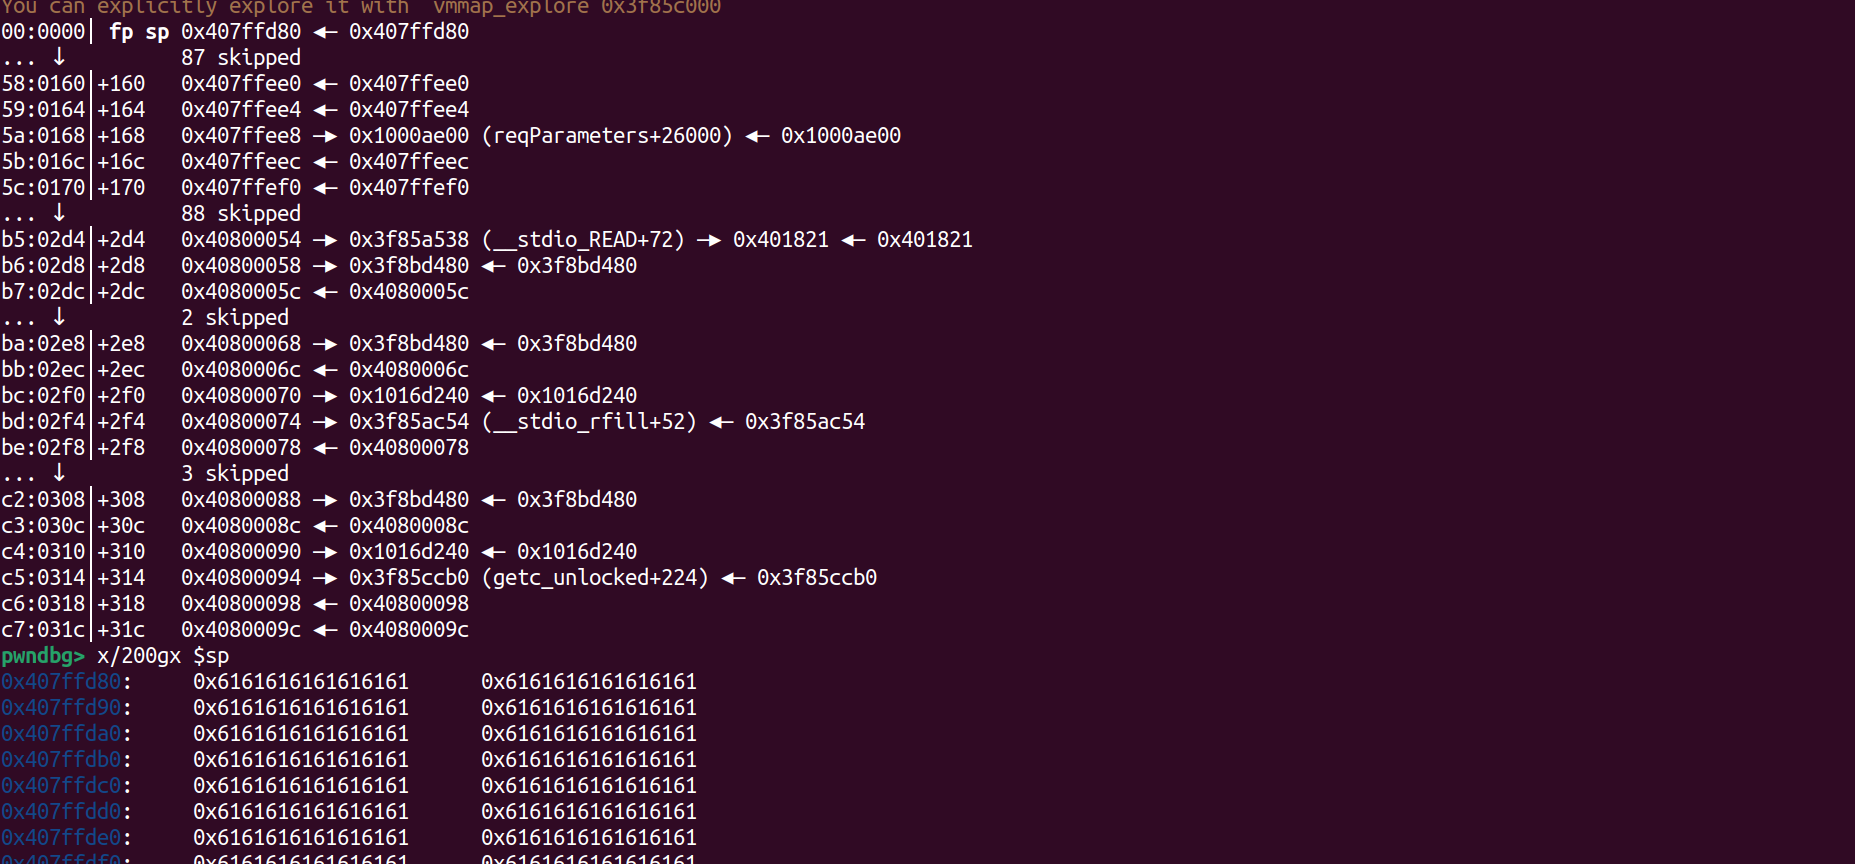 You can explicitly explore it with `vmmap_explore 0x3f85c000`
00:0000│ fp sp 0x407ffd80 ◂— 0x407ffd80
... ↓ 87 skipped
58:0160│+160 0x407ffee0 ◂— 0x407ffee0
59:0164│+164 0x407ffee4 ◂— 0x407ffee4
5a:0168│+168 0x407ffee8 —▸ 0x1000ae00 (reqParameters+26000) ◂— 0x1000ae00
5b:016c│+16c 0x407ffeec ◂— 0x407ffeec
5c:0170│+170 0x407ffef0 ◂— 0x407ffef0
... ↓ 88 skipped
b5:02d4│+2d4 0x40800054 —▸ 0x3f85a538 (__stdio_READ+72) —▸ 0x401821 ◂— 0x401821
b6:02d8│+2d8 0x40800058 —▸ 0x3f8bd480 ◂— 0x3f8bd480
b7:02dc│+2dc 0x4080005c ◂— 0x4080005c
... ↓ 2 skipped
ba:02e8│+2e8 0x40800068 —▸ 0x3f8bd480 ◂— 0x3f8bd480
bb:02ec│+2ec 0x4080006c ◂— 0x4080006c
bc:02f0│+2f0 0x40800070 —▸ 0x1016d240 ◂— 0x1016d240
bd:02f4│+2f4 0x40800074 —▸ 0x3f85ac54 (__stdio_rfill+52) ◂— 0x3f85ac54
be:02f8│+2f8 0x40800078 ◂— 0x40800078
... ↓ 3 skipped
c2:0308│+308 0x40800088 —▸ 0x3f8bd480 ◂— 0x3f8bd480
c3:030c│+30c 0x4080008c ◂— 0x4080008c
c4:0310│+310 0x40800090 —▸ 0x1016d240 ◂— 0x1016d240
c5:0314│+314 0x40800094 —▸ 0x3f85ccb0 (getc_unlocked+224) ◂— 0x3f85ccb0
c6:0318│+318 0x40800098 ◂— 0x40800098
c7:031c│+31c 0x4080009c ◂— 0x4080009c
pwndbg> x/200gx $sp
0x407ffd80: 0x6161616161616161 0x6161616161616161
0x407ffd90: 0x6161616161616161 0x6161616161616161
0x407ffda0: 0x6161616161616161 0x6161616161616161
0x407ffdb0: 0x6161616161616161 0x6161616161616161
0x407ffdc0: 0x6161616161616161 0x6161616161616161
0x407ffdd0: 0x6161616161616161 0x6161616161616161
0x407ffde0: 0x6161616161616161 0x6161616161616161
0x407ffdf0: 0x6161616161616161 0x6161616161616161